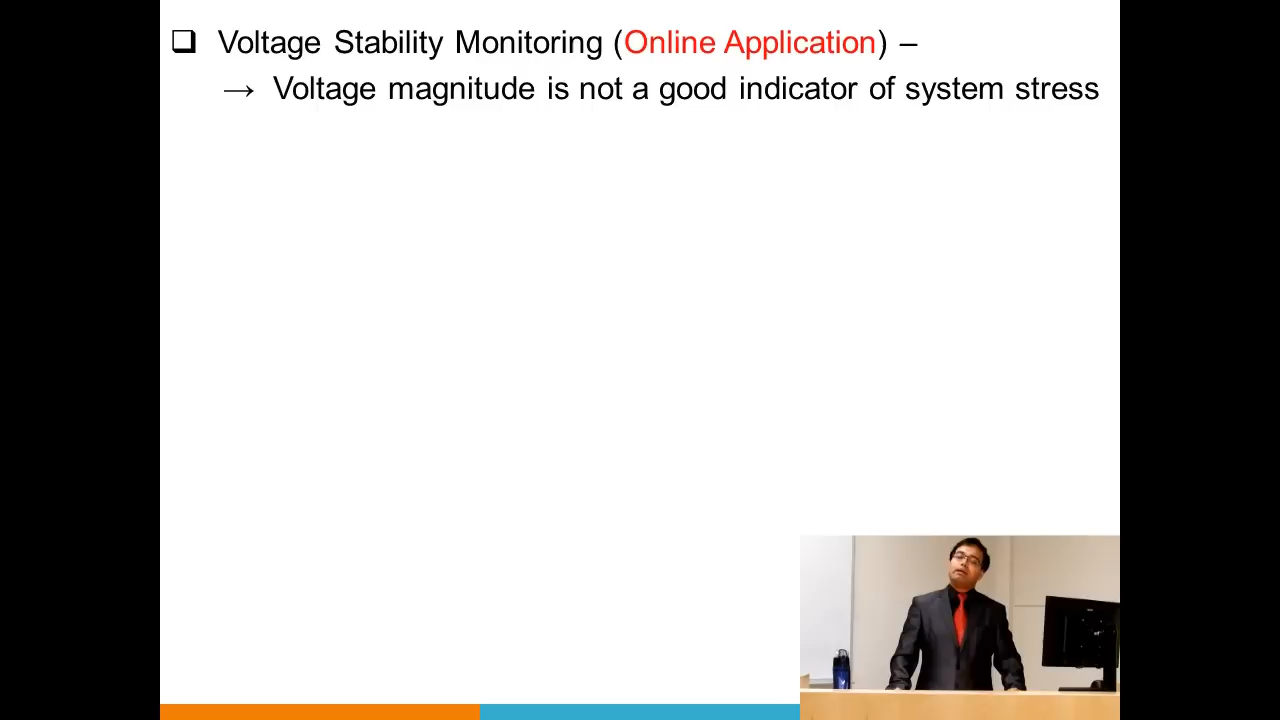 ❑ Voltage Stability Monitoring (Online Application) –
→ Voltage magnitude is not a good indicator of system stress